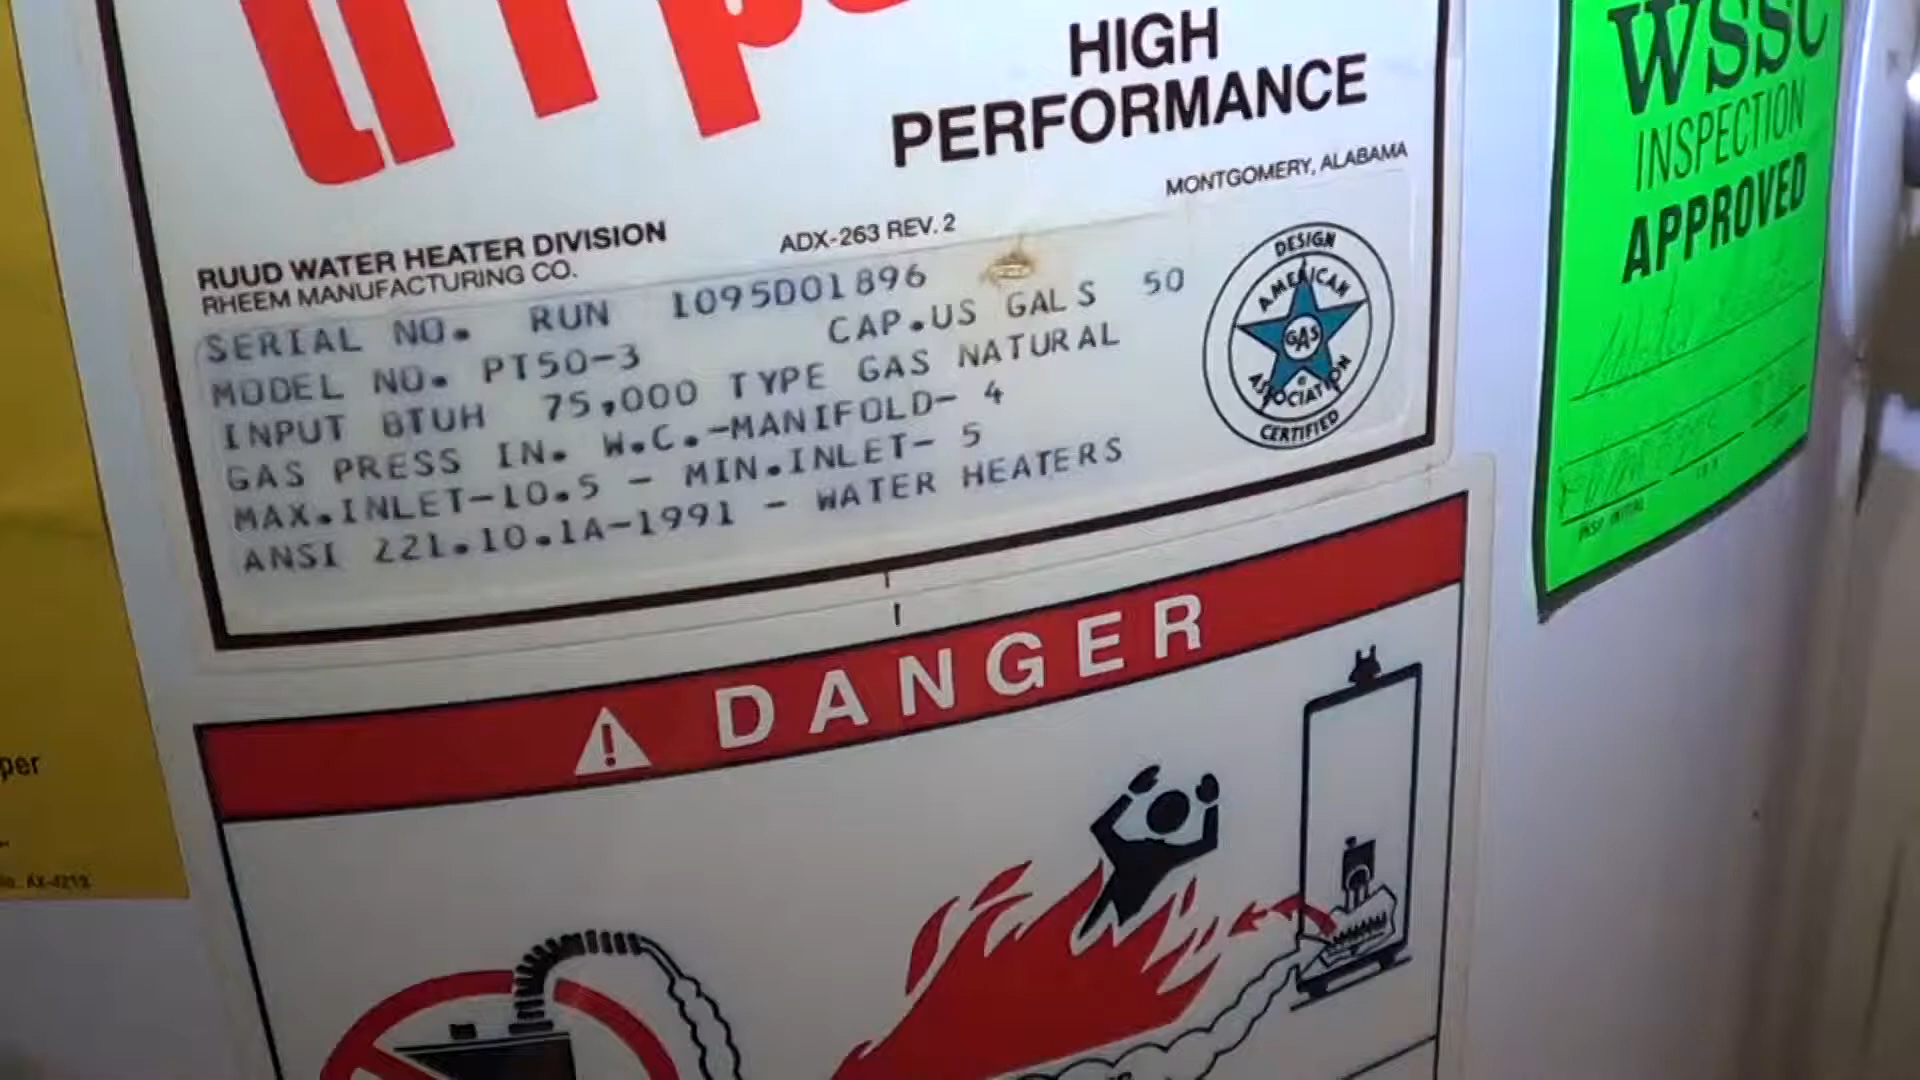 HIGH
PERFORMANCE
MONTGOMERY, ALABAMA
RUUD WATER HEATER DIVISION
RHEEM MANUFACTURING CO.
ADX-263 REV. 2
SERIAL NO. RUN 1095D01896
MODEL NO. PT50-3 CAP.US GALS 50
INPUT BTUH 75,000 TYPE GAS NATURAL
GAS PRESS IN. W.C.-MANIFOLD- 4
MAX.INLET-10.5 - MIN.INLET- 5
ANSI Z21.10.1A-1991 - WATER HEATERS
DESIGN
AMERICAN
GAS
ASSOCIATION
CERTIFIED
WSSC
INSPECTION
APPROVED
INSP INITIAL
DANGER
per